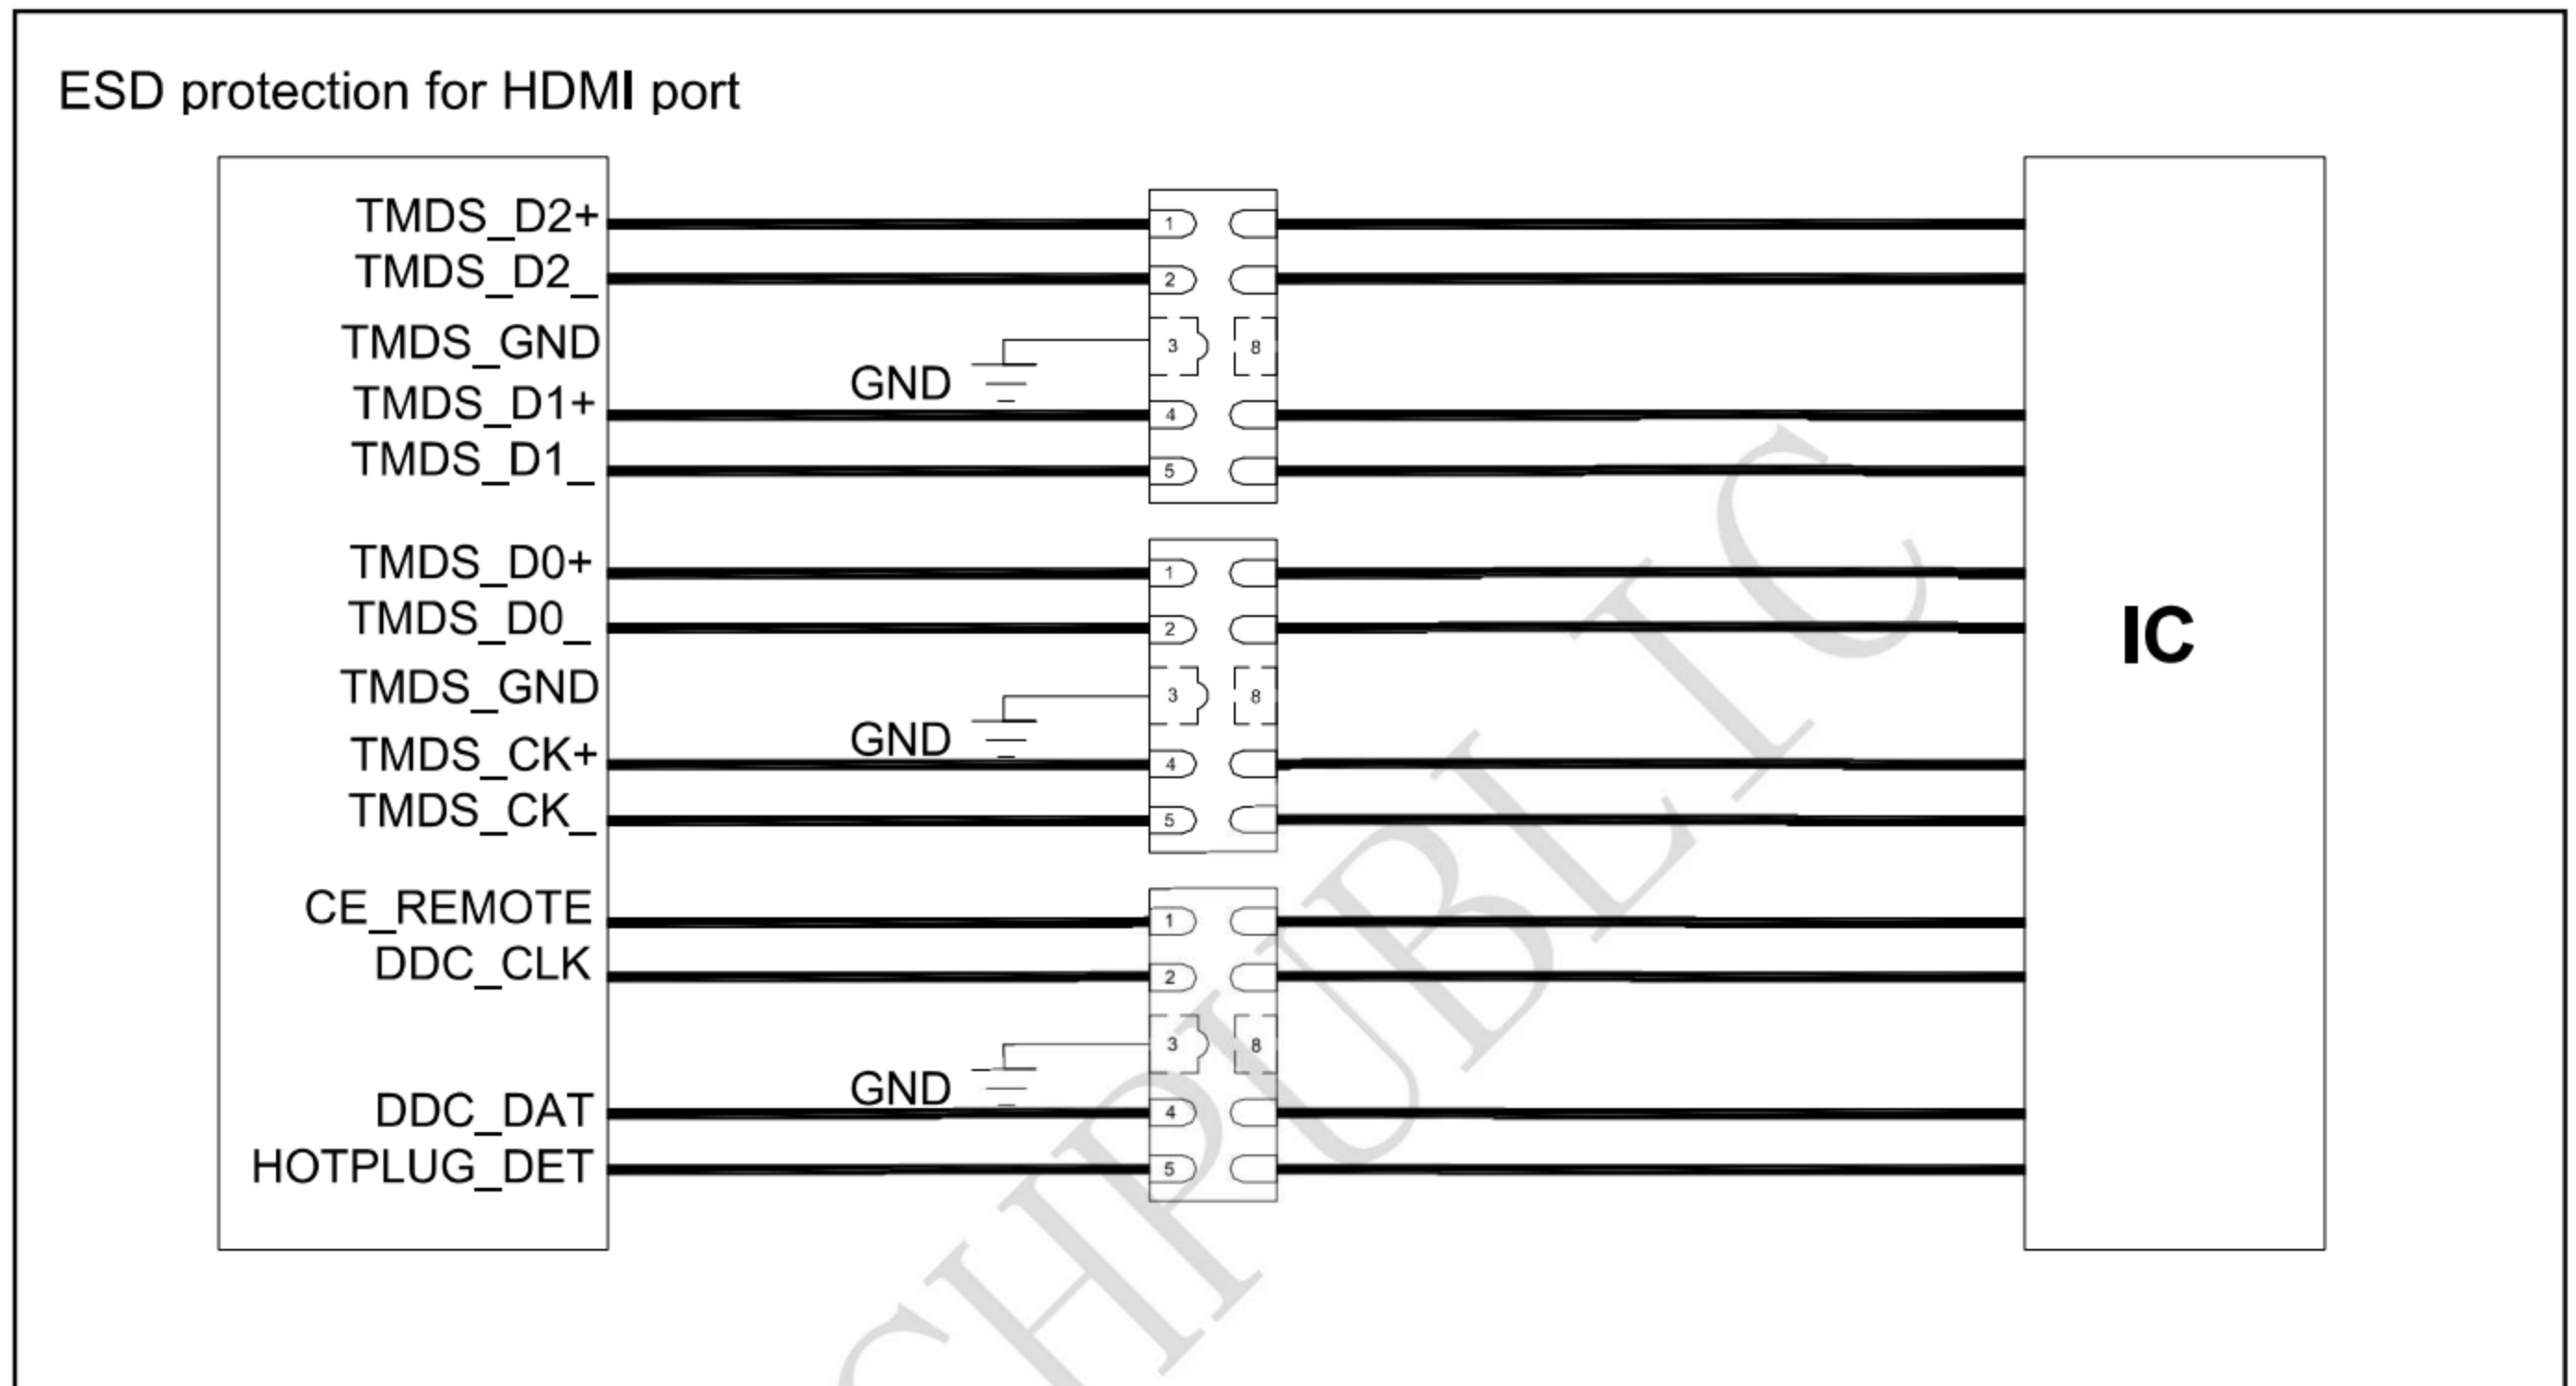 ESD protection for HDMI port
TMDS_D2+ 1
TMDS_D2_ 2
TMDS_GND 3 8
GND
TMDS_D1+ 4
TMDS_D1_ 5
TMDS_D0+ 1
TMDS_D0_ 2
IC
TMDS_GND 3 8
GND
TMDS_CK+ 4
TMDS_CK_ 5
CE_REMOTE 1
DDC_CLK 2
3 8
GND
DDC_DAT 4
HOTPLUG_DET 5
CHPUBLIC